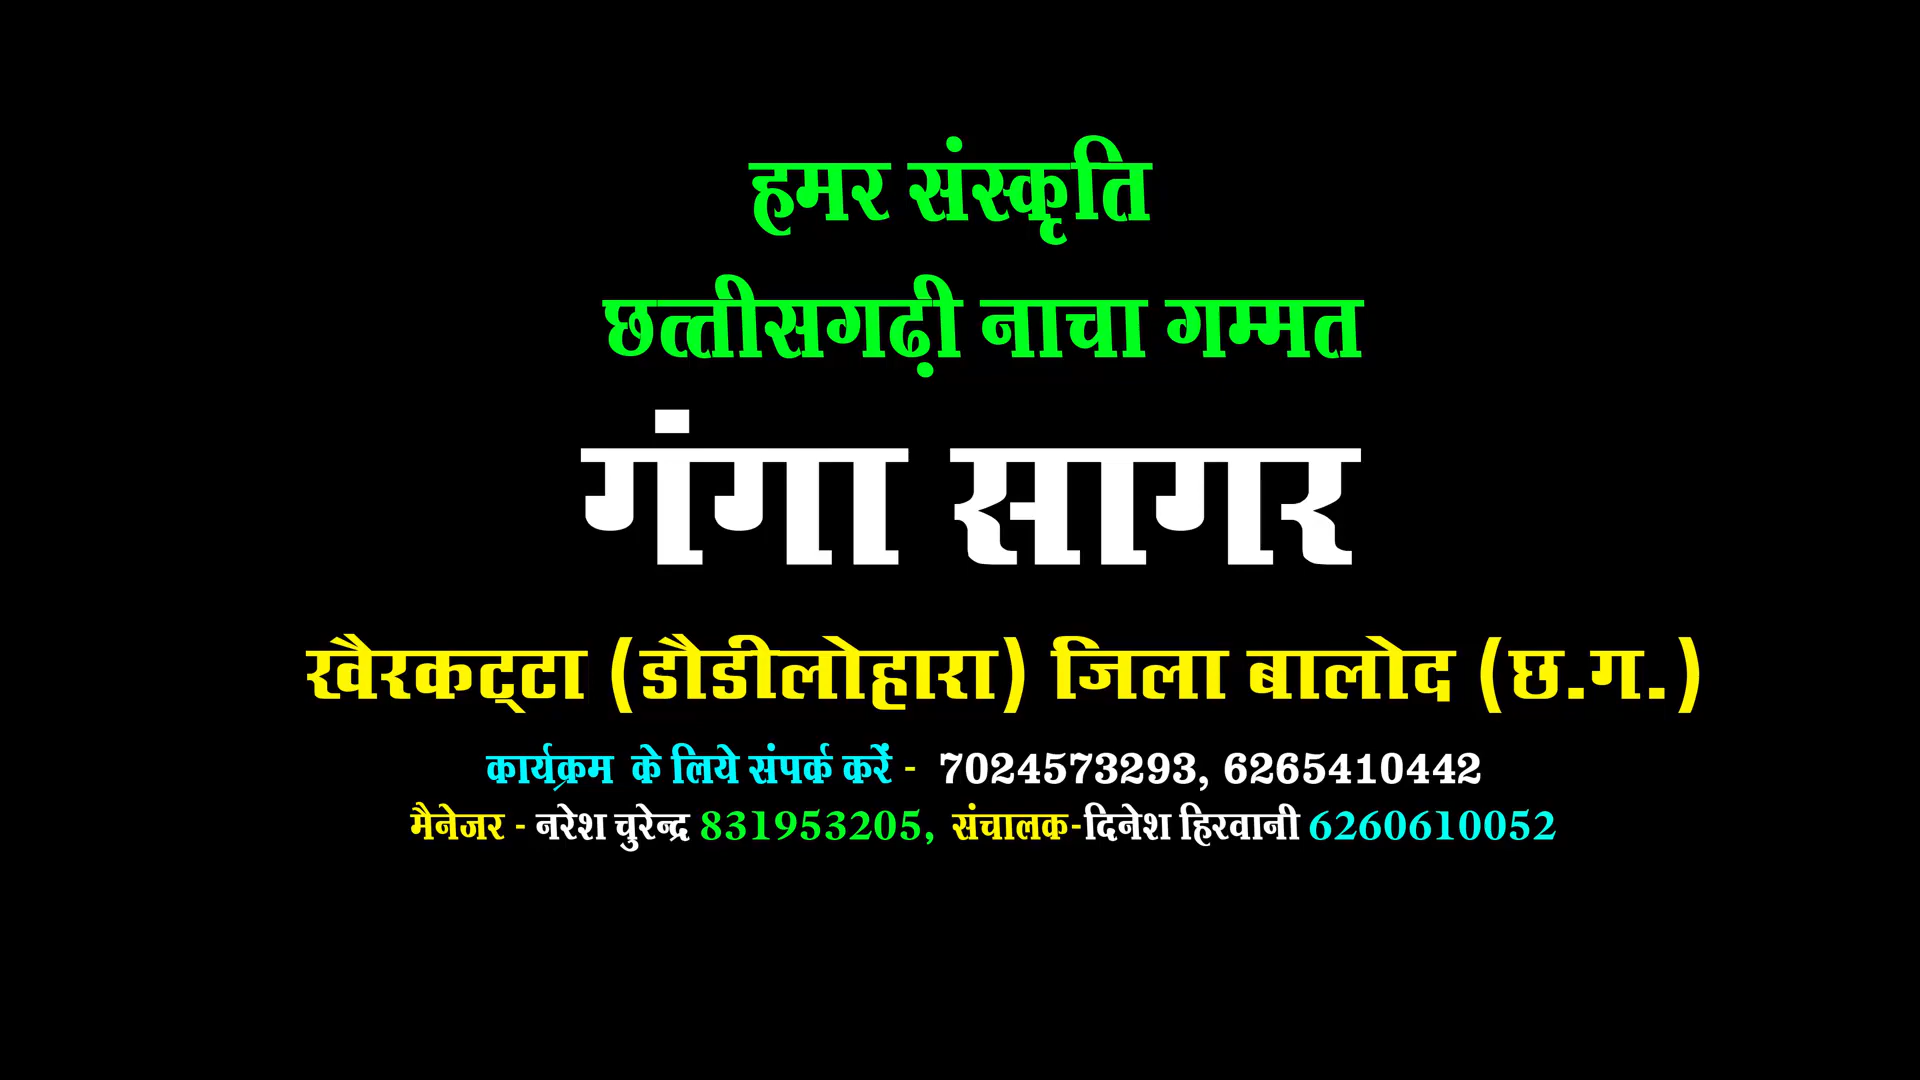 हमर संस्कृति
छत्तीसगढ़ी नाचा गम्मत
गंगा सागर
खैरकट्टा (डौडीलोहारा) जिला बालोद (छ.ग.)
कार्यक्रम के लिये संपर्क करें - 7024573293, 6265410442
मैनेजर - नरेश चुरेन्द्र 831953205, संचालक-दिनेश हिरवानी 6260610052